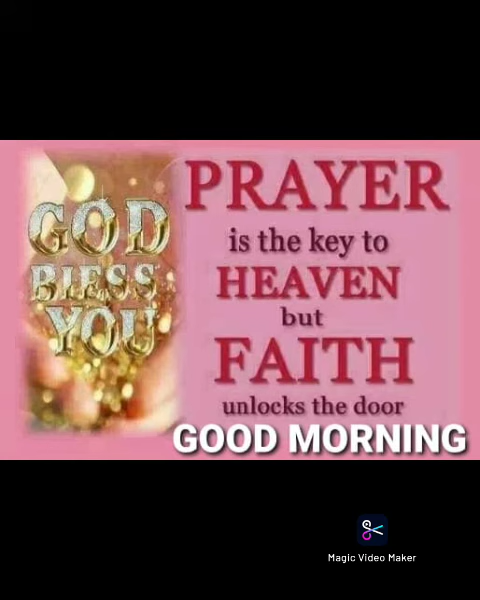 GOD
BLESS
YOU
PRAYER
is the key to
HEAVEN
but
FAITH
unlocks the door
GOOD MORNING
Magic Video Maker